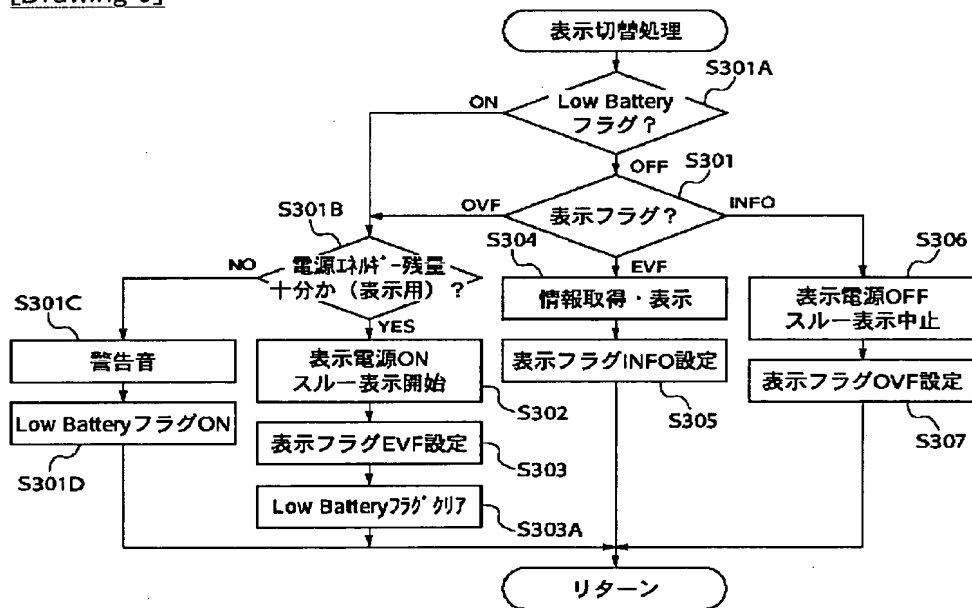 表示切替処理
S301A
Low Battery
フラグ?
ON
OFF
S301
表示フラグ?
OVF
INFO
EVF
S301B
電源エネルギー残量
十分か(表示用)?
NO
YES
S304
情報取得・表示
S306
表示電源OFF
スルー表示中止
S301C
警告音
表示電源ON
スルー表示開始
S302
表示フラグINFO設定
S305
表示フラグOVF設定
S307
Low BatteryフラグON
S301D
表示フラグEVF設定
S303
Low Batteryフラグクリア
S303A
リターン